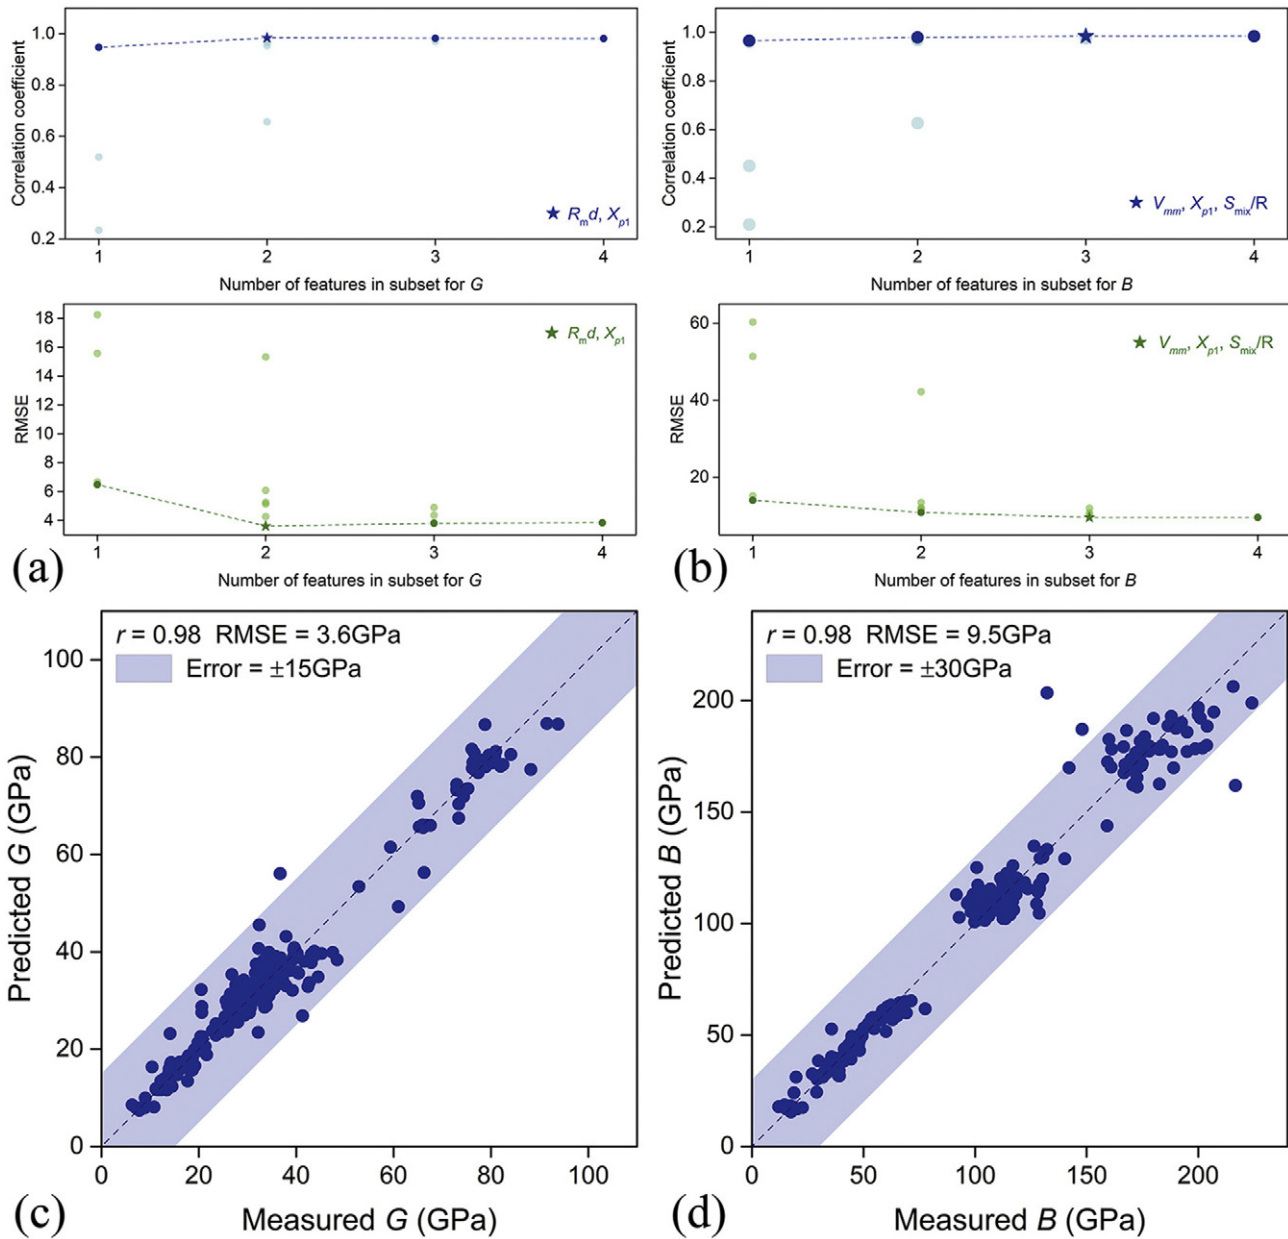 1.0
0.8
0.6
0.4
0.2
Correlation coefficient
★ Rₘd, Xₚ₁
1 2 3 4
Number of features in subset for G
18
16
14
12
10
8
6
4
RMSE
★ Rₘd, Xₚ₁
1 2 3 4
(a) Number of features in subset for G
1.0
0.8
0.6
0.4
0.2
Correlation coefficient
★ Vₘₘ, Xₚ₁, Sₘᵢₓ/R
1 2 3 4
Number of features in subset for B
60
40
20
RMSE
★ Vₘₘ, Xₚ₁, Sₘᵢₓ/R
1 2 3 4
(b) Number of features in subset for B
r = 0.98 RMSE = 3.6GPa
Error = ±15GPa
100
80
60
40
20
0
Predicted G (GPa)
0 20 40 60 80 100
(c) Measured G (GPa)
r = 0.98 RMSE = 9.5GPa
Error = ±30GPa
200
150
100
50
0
Predicted B (GPa)
0 50 100 150 200
(d) Measured B (GPa)